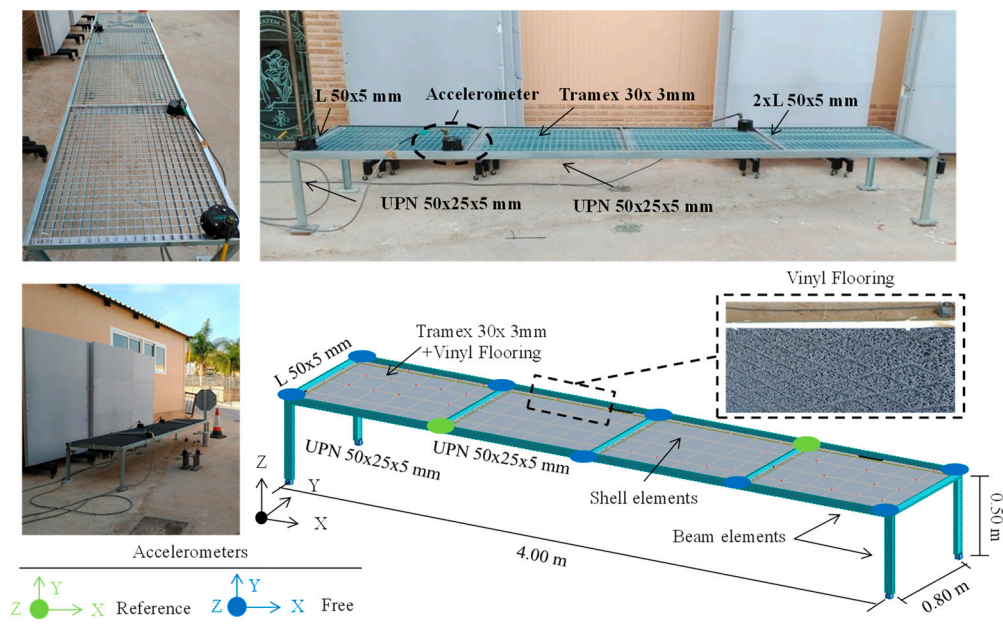 L 50x5 mm
Accelerometer
Tramex 30x 3mm
2xL 50x5 mm
UPN 50x25x5 mm
UPN 50x25x5 mm
Vinyl Flooring
Tramex 30x 3mm
+Vinyl Flooring
L 50x5 mm
UPN 50x25x5 mm
UPN 50x25x5 mm
Z
Y
X
Shell elements
Beam elements
4.00 m
0.50 m
0.80 m
Accelerometers
Y
Z
X
Reference
Y
Z
X
Free